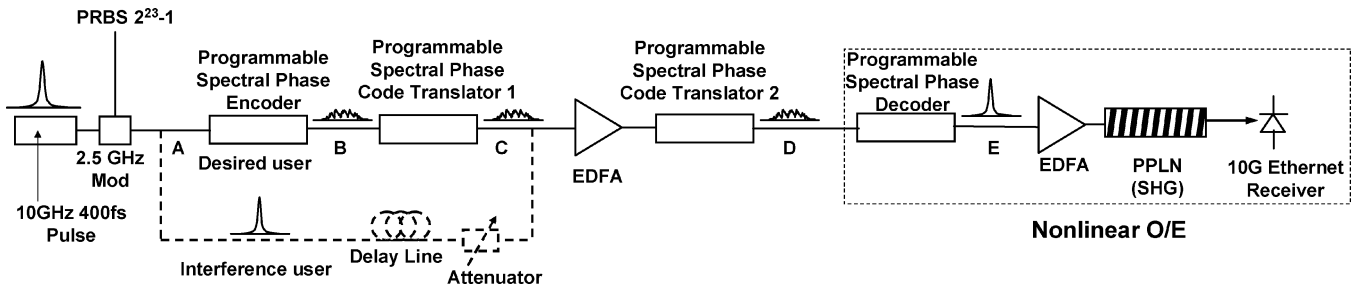 PRBS 2²³-1
Programmable
Spectral Phase
Encoder
Programmable
Spectral Phase
Code Translator 1
Programmable
Spectral Phase
Code Translator 2
Programmable
Spectral Phase
Decoder
A
B
C
D
E
2.5 GHz
Mod
Desired user
EDFA
EDFA
PPLN
(SHG)
10G Ethernet
Receiver
10GHz 400fs
Pulse
Interference user
Delay Line
Attenuator
Nonlinear O/E